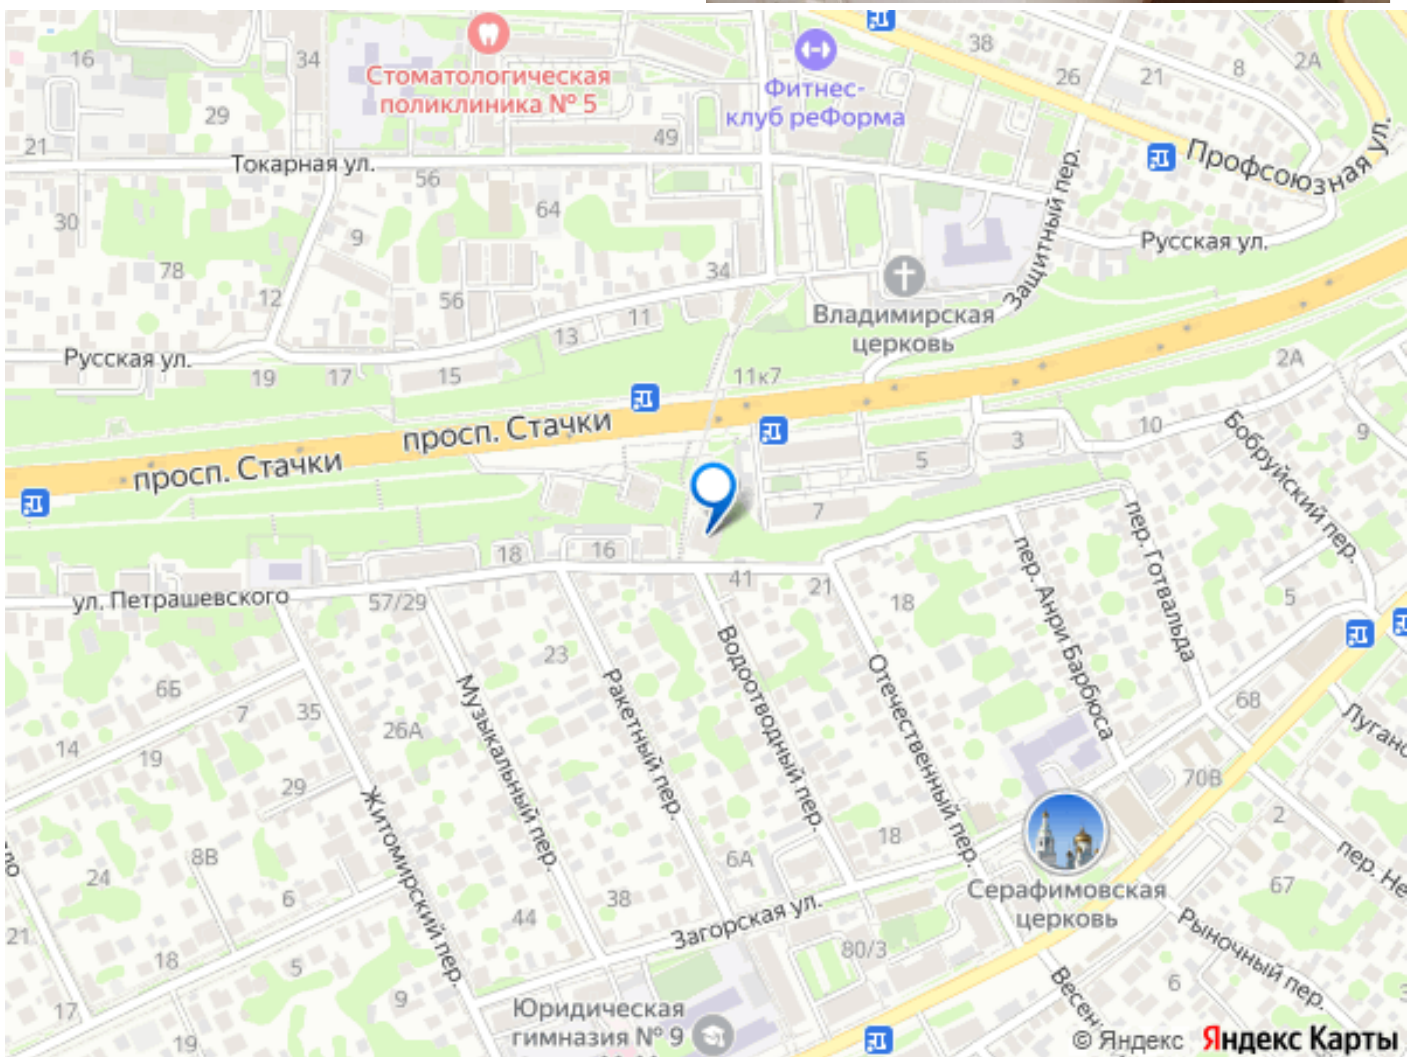 16
34
Стоматологическая
поликлиника № 5
29
21
49
Фитнес-
клуб реФорма
38
26
21
8
2А
Профсоюзная ул.
Токарная ул.
56
64
30
9
78
12
56
34
Защитный пер.
Русская ул.
Владимирская
церковь
13
11
Русская ул.
19
17
15
11к7
2А
просп. Стачки
просп. Стачки
10
3
5
7
9
Бобруйский пер.
18
16
41
21
18
ул. Петрашевского
57/29
пер. Анри Барбюса
пер. Готвальда
5
Водоотводный пер.
Отечественный пер.
23
Ракетный пер.
Музыкальный пер.
6Б
7
35
26А
14
19
29
68
70В
2
Житомирский пер.
8В
24
6
6А
18
38
44
Загорская ул.
80/3
Серафимовская
церковь
67
Рыночный пер.
6
21
18
5
9
17
19
Юридическая
гимназия № 9
© Яндекс Яндекс Карты